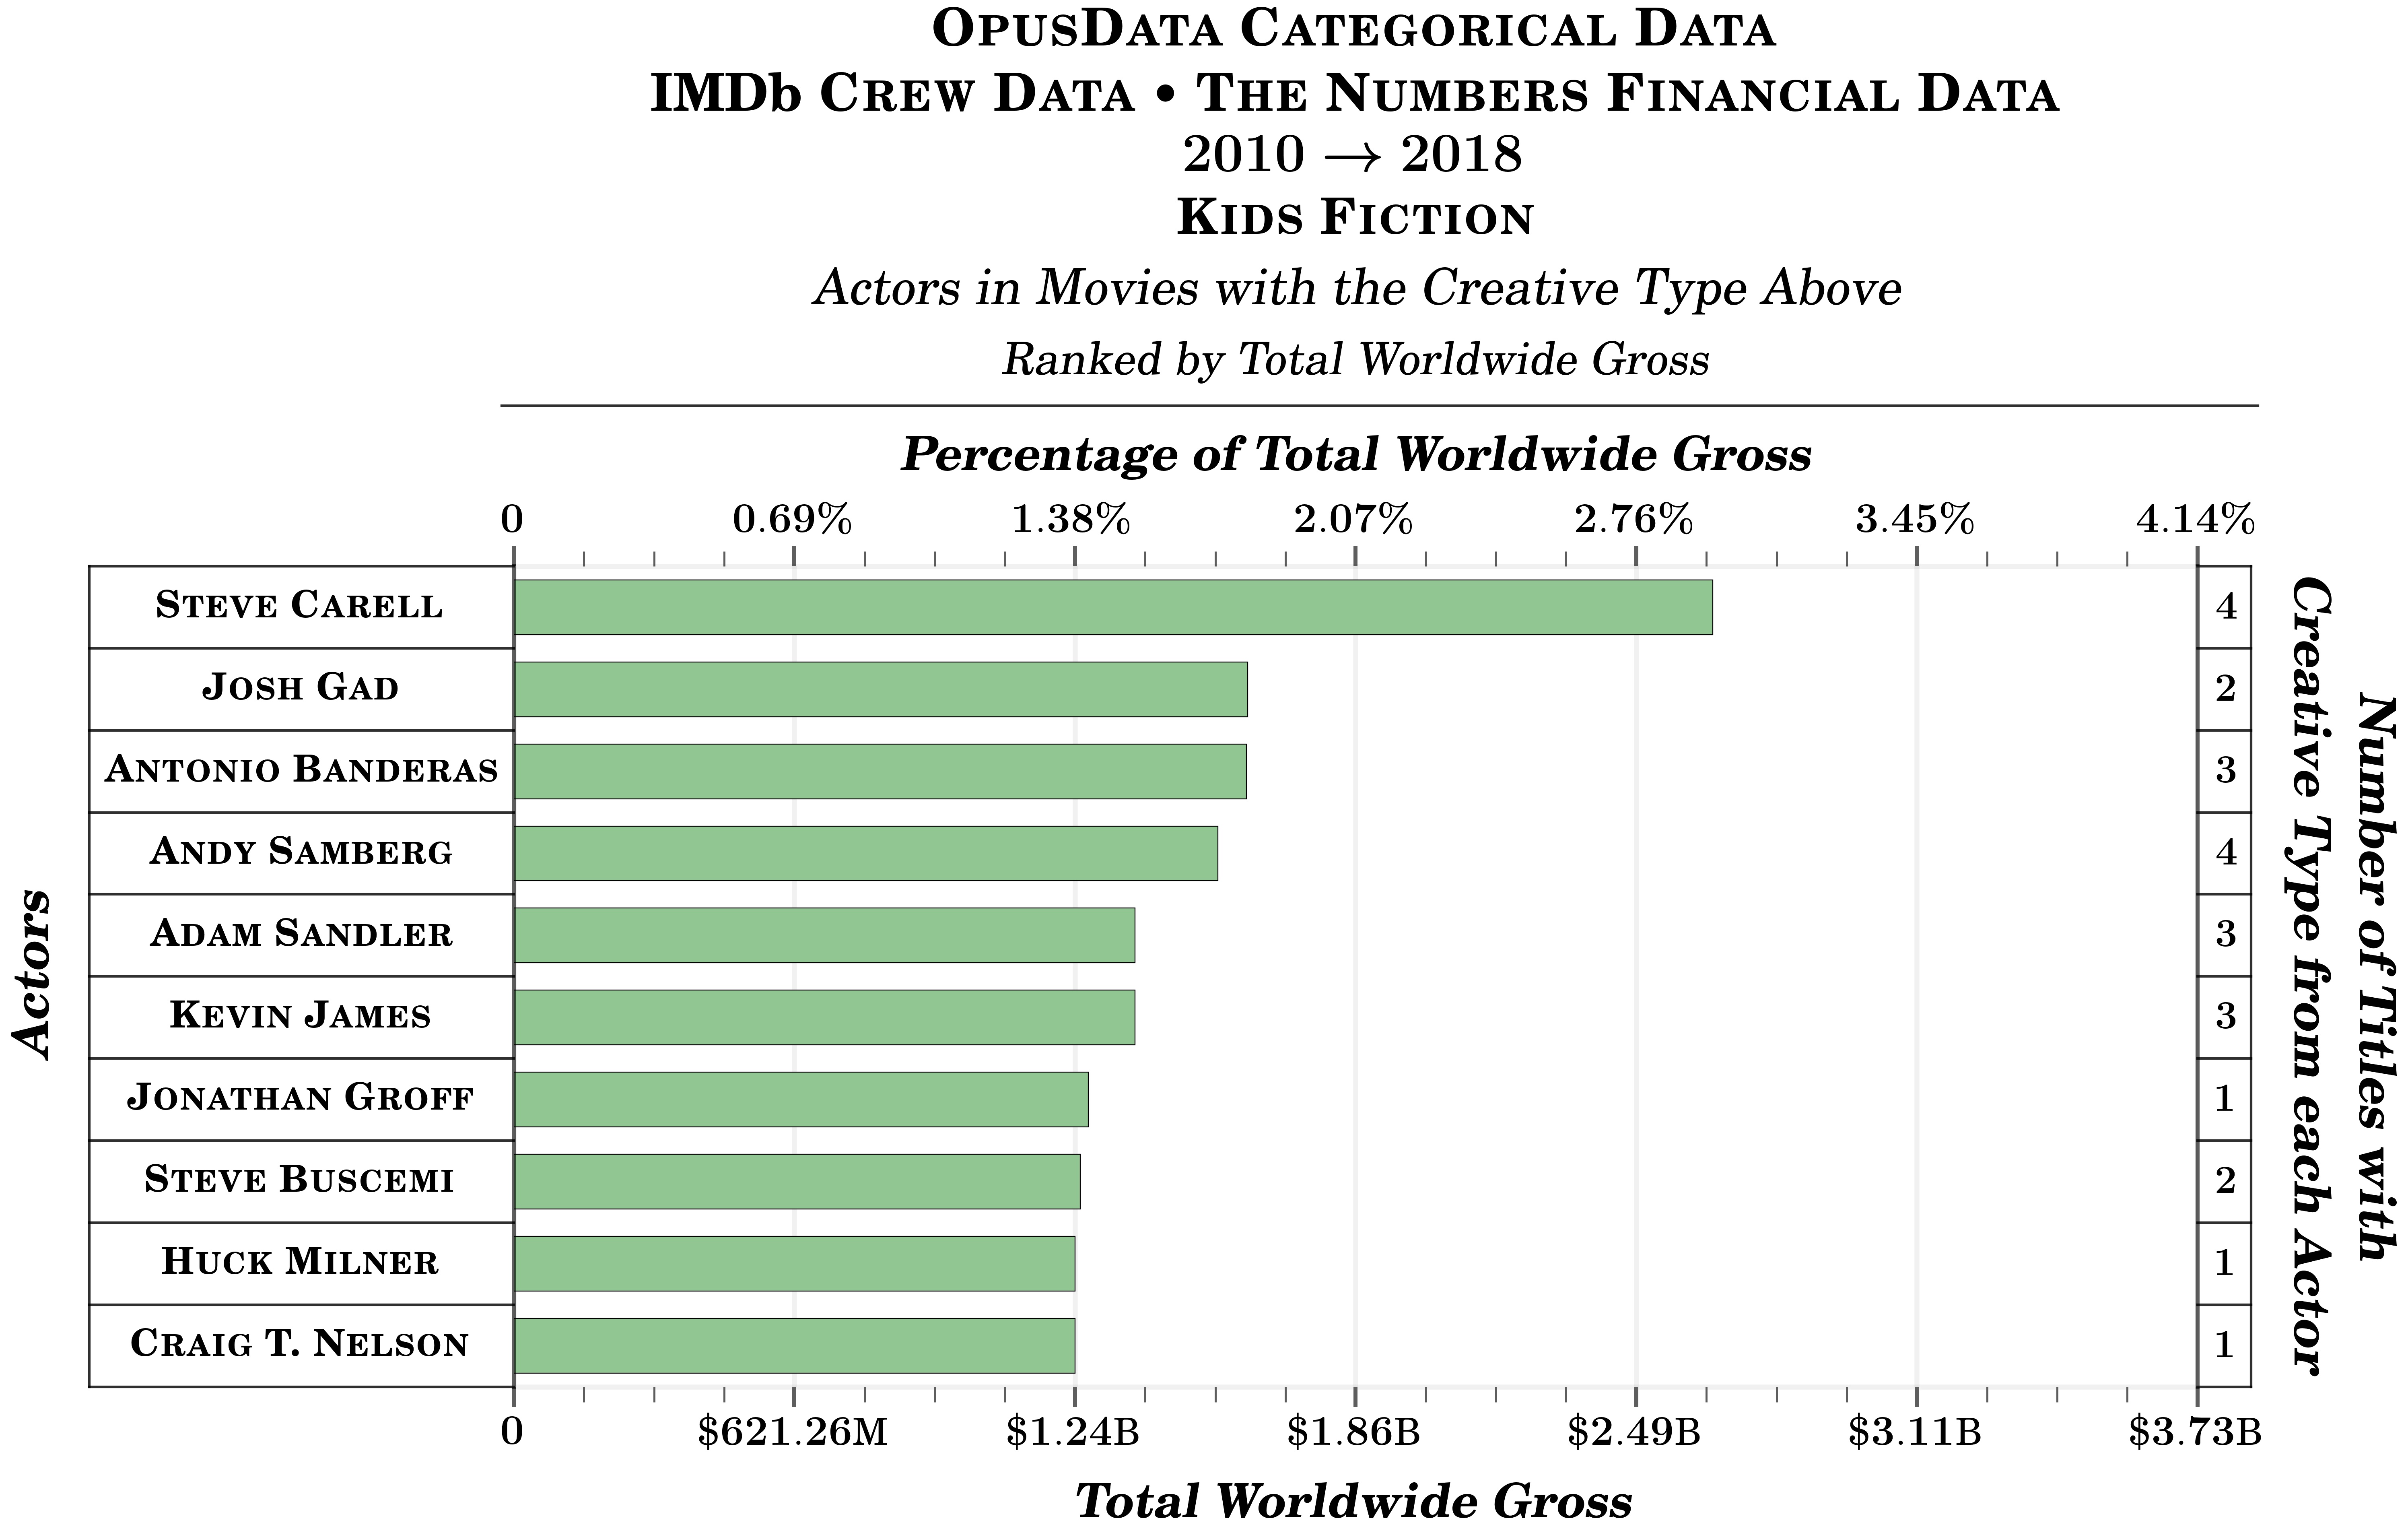 OpusData Categorical Data
IMDb Crew Data • The Numbers Financial Data
2010 → 2018
Kids Fiction
Actors in Movies with the Creative Type Above
Ranked by Total Worldwide Gross
Percentage of Total Worldwide Gross
0 0.69% 1.38% 2.07% 2.76% 3.45% 4.14%
Actors
Steve Carell 4
Josh Gad 2
Antonio Banderas 3
Andy Samberg 4
Adam Sandler 3
Kevin James 3
Jonathan Groff 1
Steve Buscemi 2
Huck Milner 1
Craig T. Nelson 1
Number of Titles with
Creative Type from each Actor
0 $621.26M $1.24B $1.86B $2.49B $3.11B $3.73B
Total Worldwide Gross